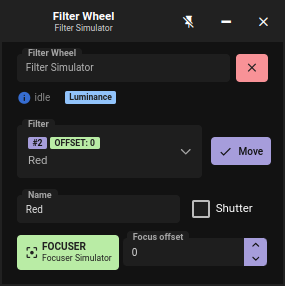 Filter Wheel
Filter Simulator
Filter Wheel
Filter Simulator
idle
Luminance
Filter
#2
OFFSET: 0
Red
Move
Name
Red
Shutter
FOCUSER
Focuser Simulator
Focus offset
0